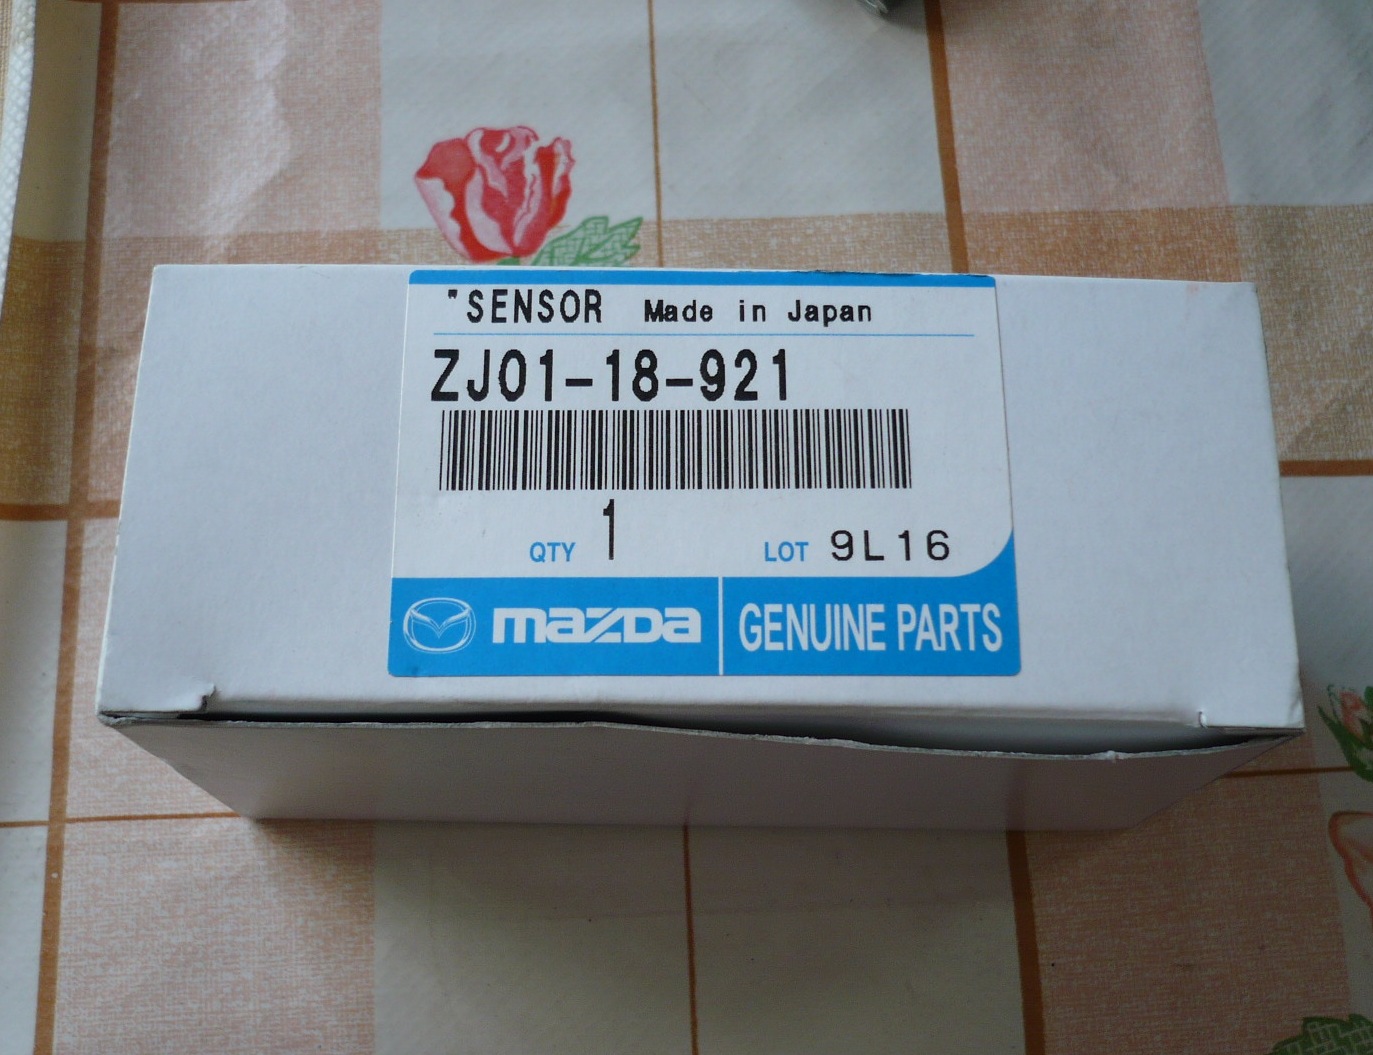 "SENSOR Made in Japan
ZJ01-18-921
QTY 1 LOT 9L16
mazda GENUINE PARTS